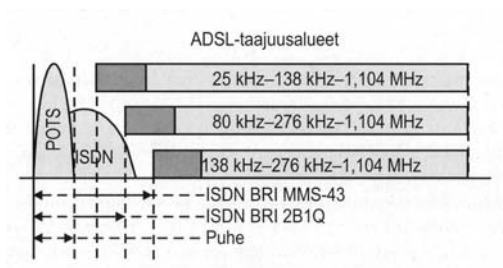 ADSL-taajuusalueet
25 kHz–138 kHz–1,104 MHz
80 kHz–276 kHz–1,104 MHz
138 kHz–276 kHz–1,104 MHz
POTS
ISDN
ISDN BRI MMS-43
ISDN BRI 2B1Q
Puhe